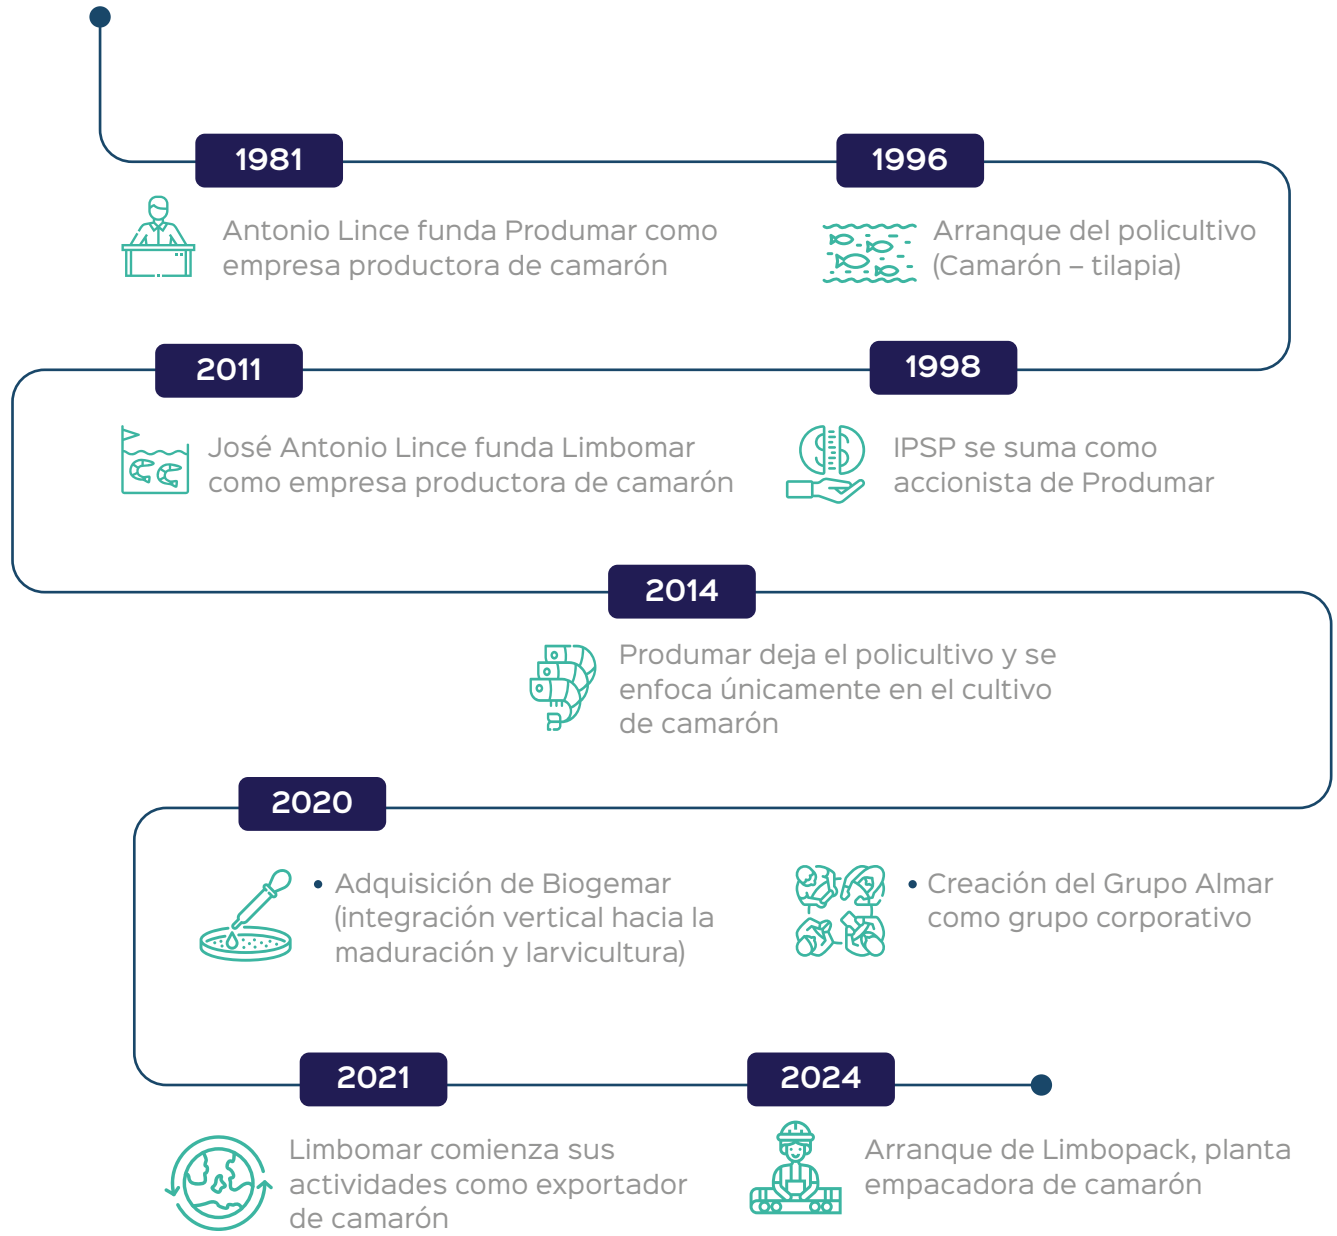 1981
Antonio Lince funda Produmar como
empresa productora de camarón
1996
Arranque del policultivo
(Camarón – tilapia)
1998
IPSP se suma como
accionista de Produmar
2011
José Antonio Lince funda Limbomar
como empresa productora de camarón
2014
Produmar deja el policultivo y se
enfoca únicamente en el cultivo
de camarón
2020
• Adquisición de Biogemar
(integración vertical hacia la
maduración y larvicultura)
• Creación del Grupo Almar
como grupo corporativo
2021
Limbomar comienza sus
actividades como exportador
de camarón
2024
Arranque de Limbopack, planta
empacadora de camarón